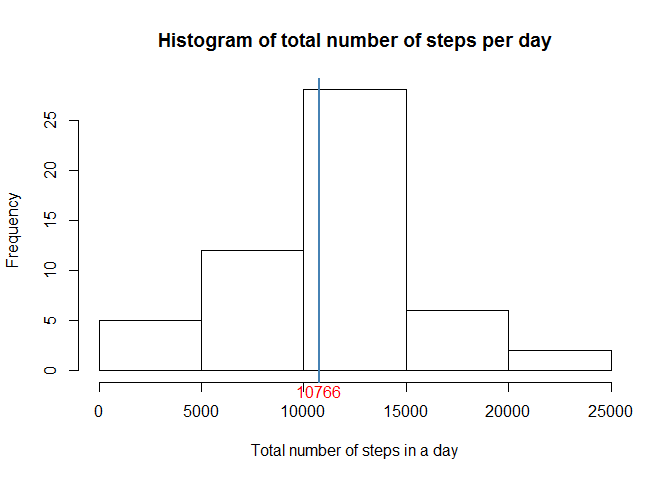 Histogram of total number of steps per day
Frequency
25
20
15
10
5
0
10766
0 5000 10000 15000 20000 25000
Total number of steps in a day